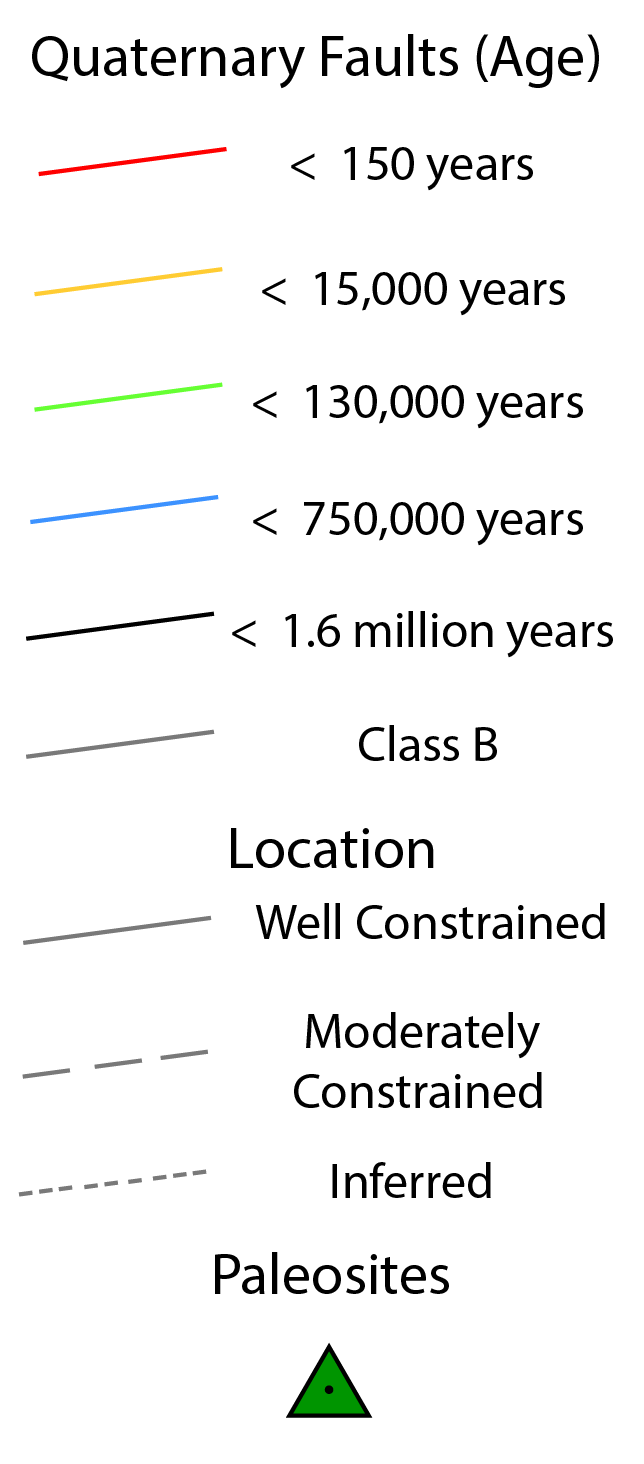 Quaternary Faults (Age)
< 150 years
< 15,000 years
< 130,000 years
< 750,000 years
< 1.6 million years
Class B
Location
Well Constrained
Moderately
Constrained
Inferred
Paleosites